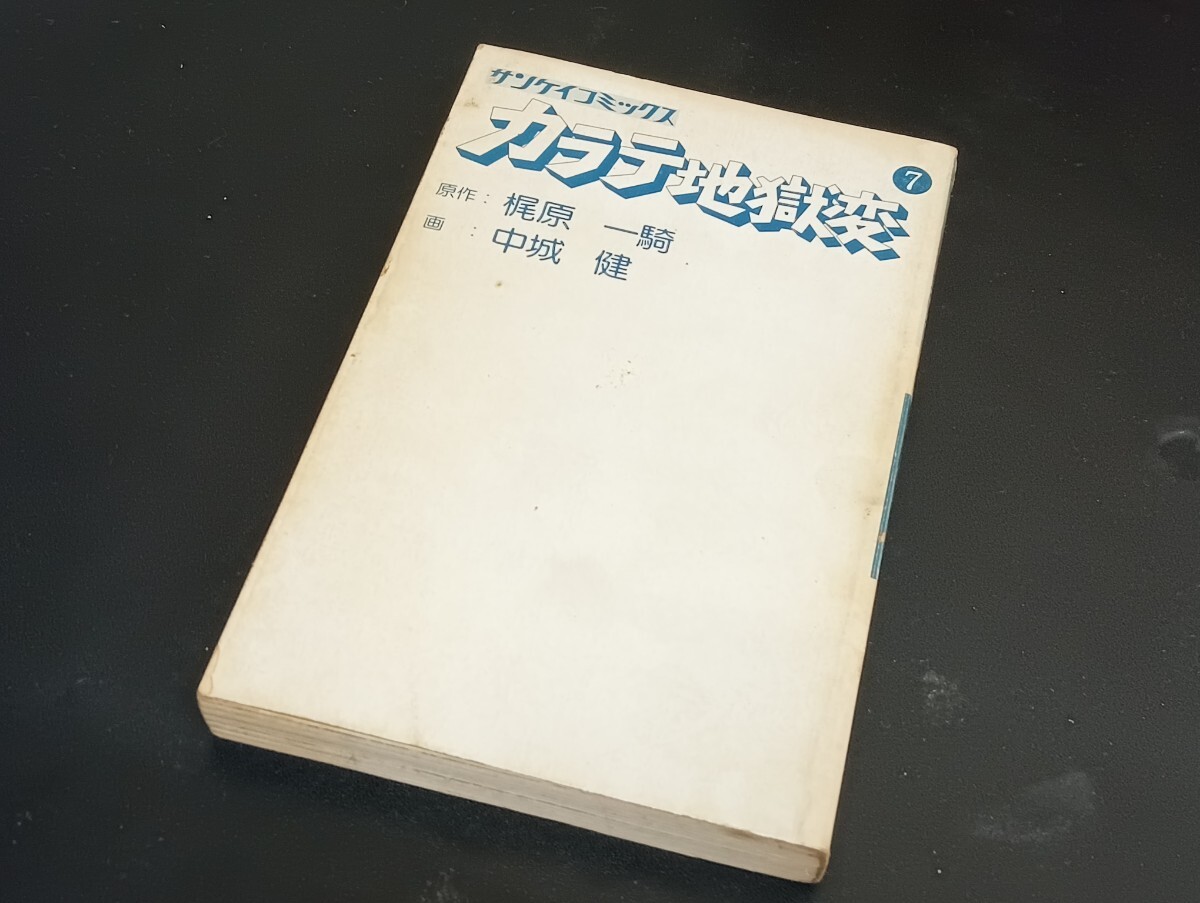 サンケイコミックス
カラテ地獄変
7
原作：梶原 一騎
画：中城 健